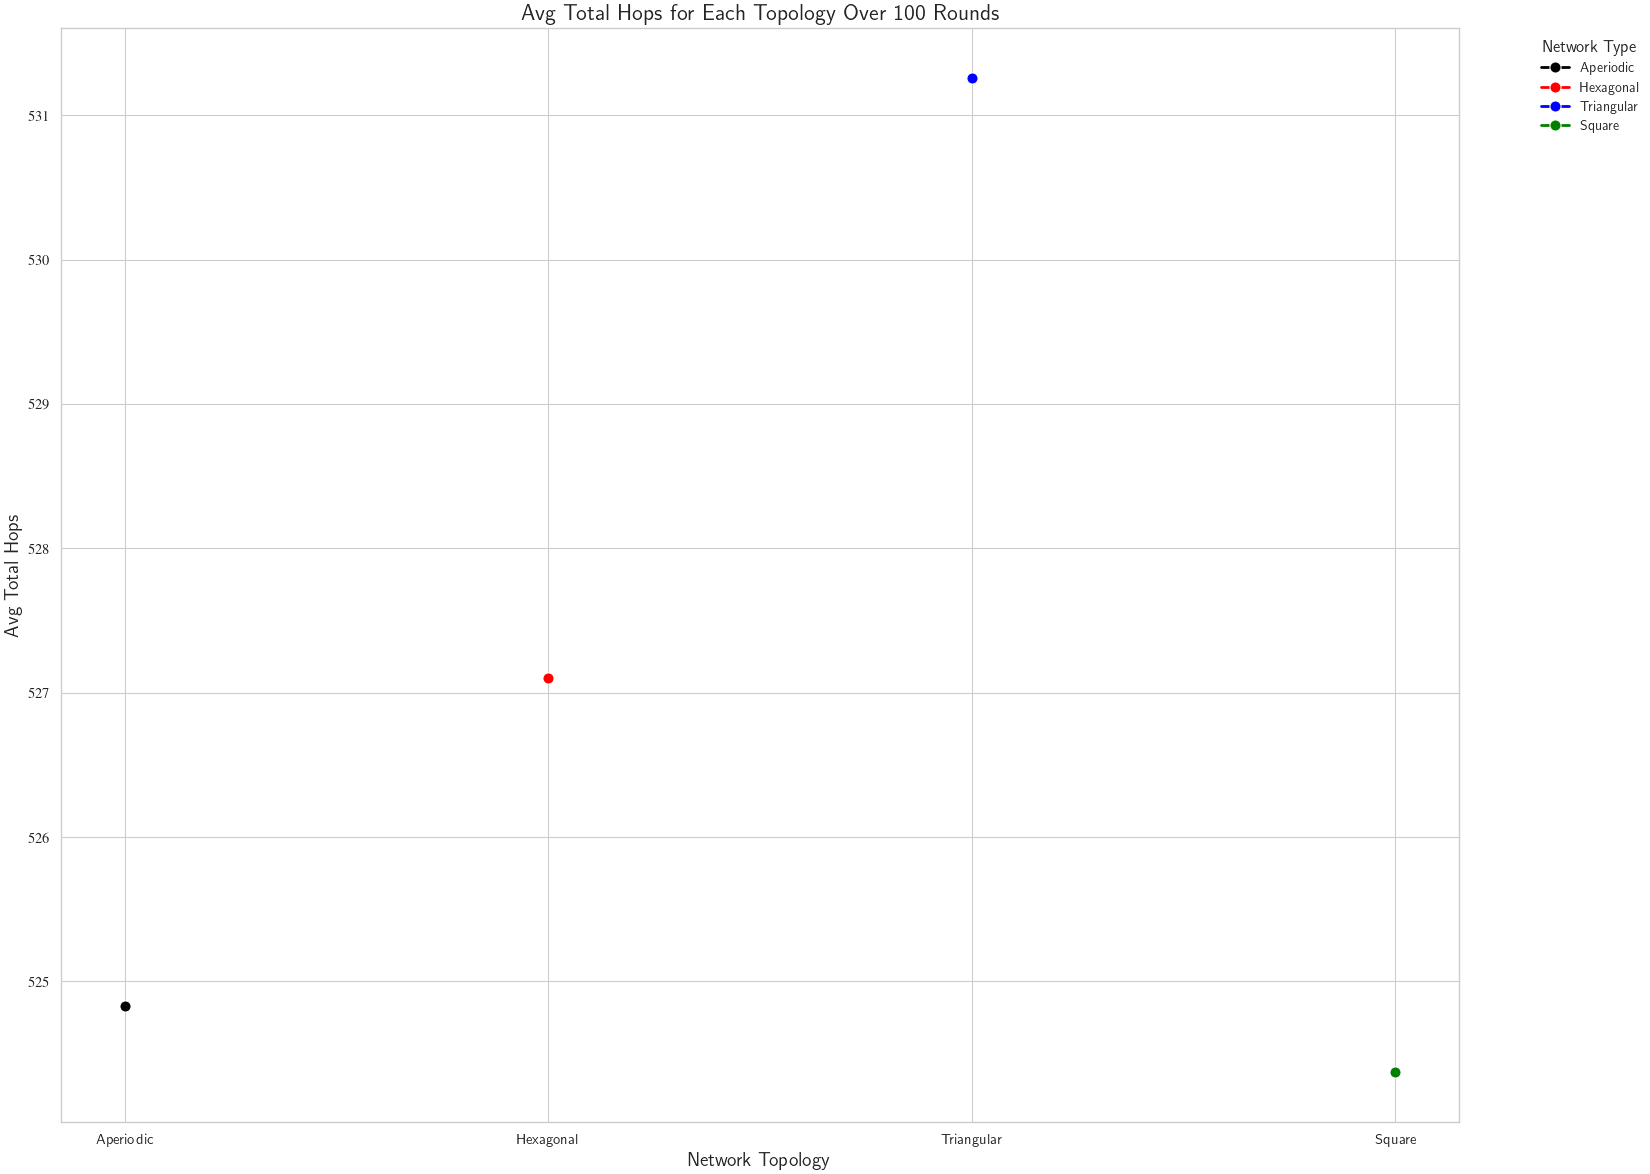 Avg Total Hops for Each Topology Over 100 Rounds
Network Type
Aperiodic
Hexagonal
Triangular
Square
531
530
529
528
527
526
525
Avg Total Hops
Aperiodic
Hexagonal
Triangular
Square
Network Topology